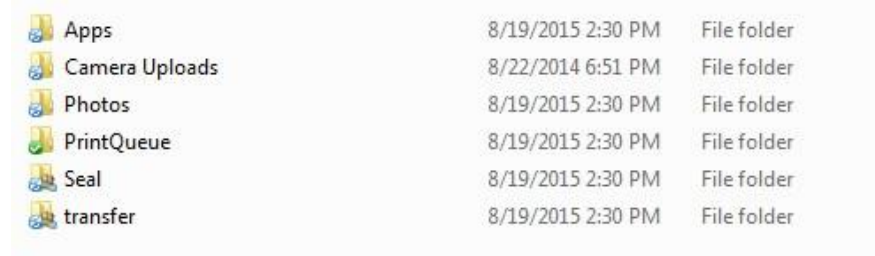 Apps 8/19/2015 2:30 PM File folder
Camera Uploads 8/22/2014 6:51 PM File folder
Photos 8/19/2015 2:30 PM File folder
PrintQueue 8/19/2015 2:30 PM File folder
Seal 8/19/2015 2:30 PM File folder
transfer 8/19/2015 2:30 PM File folder